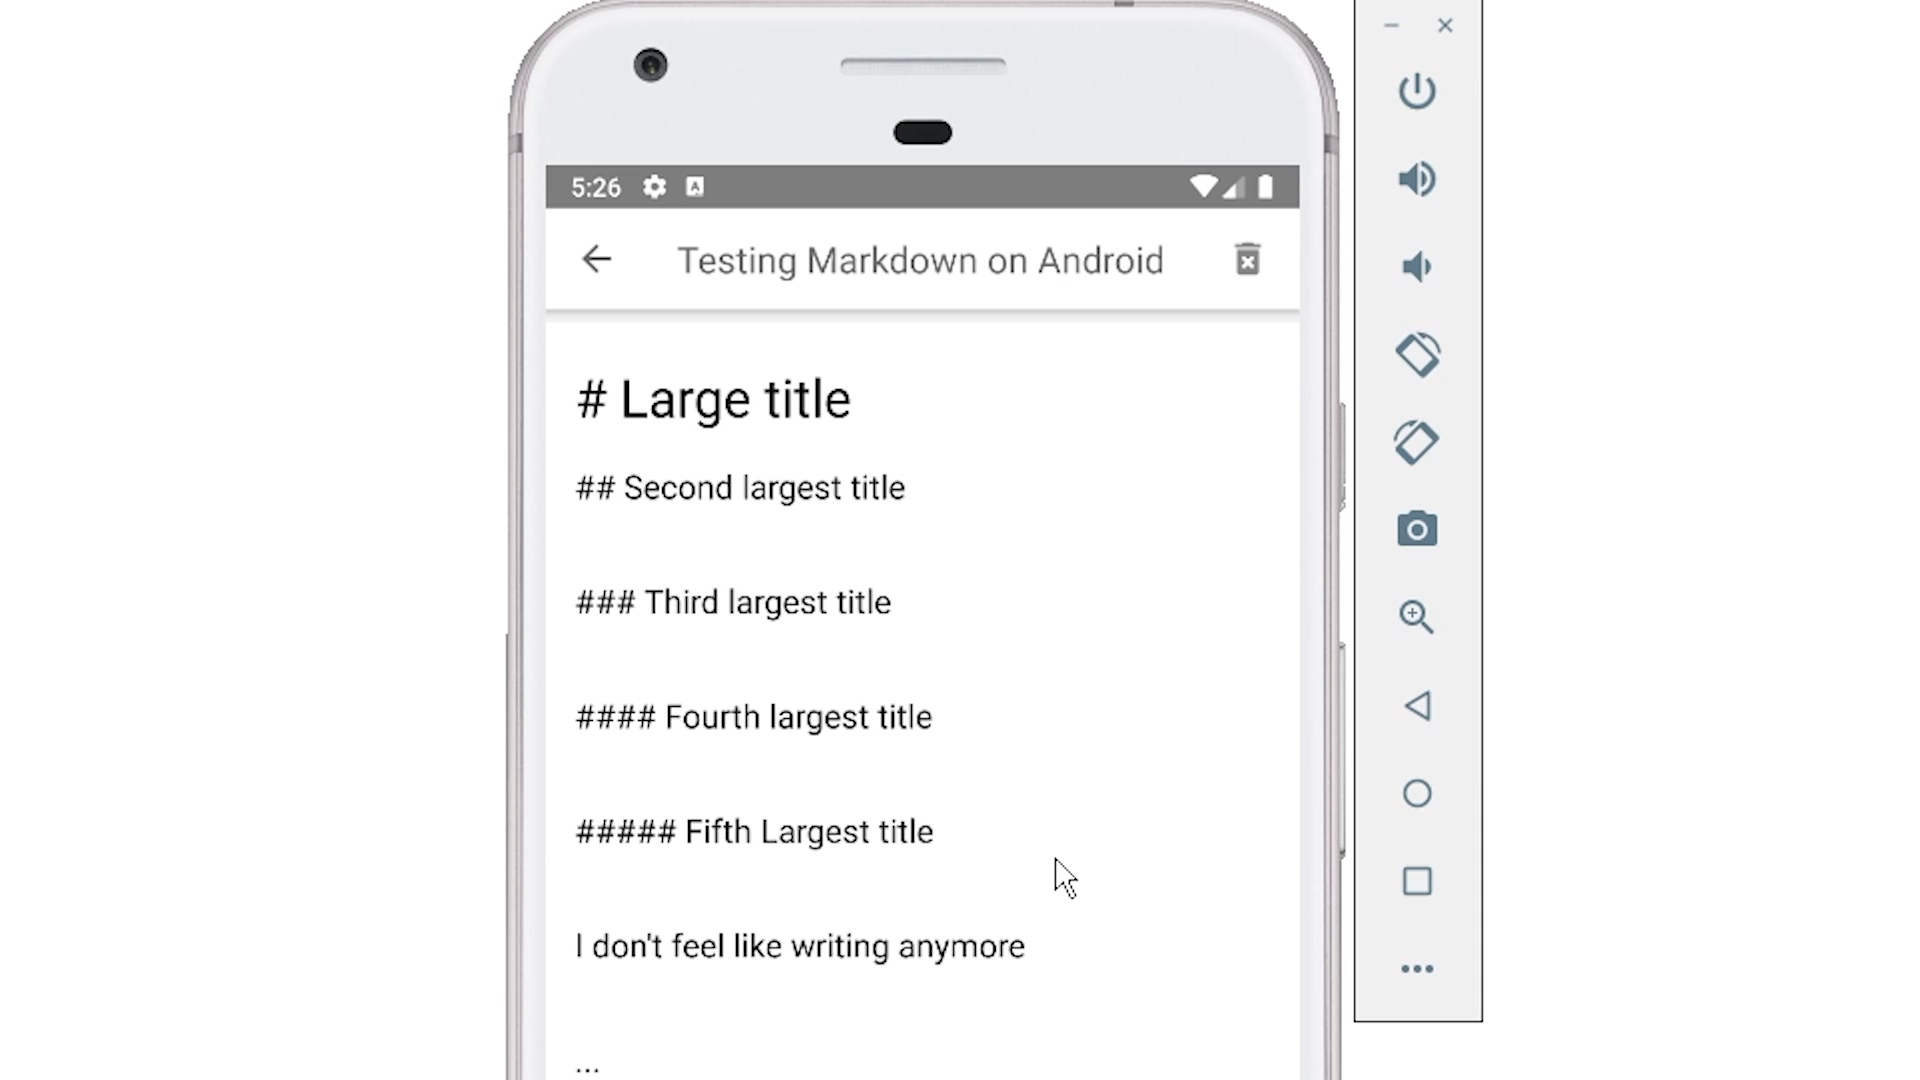 5:26
Testing Markdown on Android
# Large title
## Second largest title
### Third largest title
#### Fourth largest title
##### Fifth Largest title
I don't feel like writing anymore
...